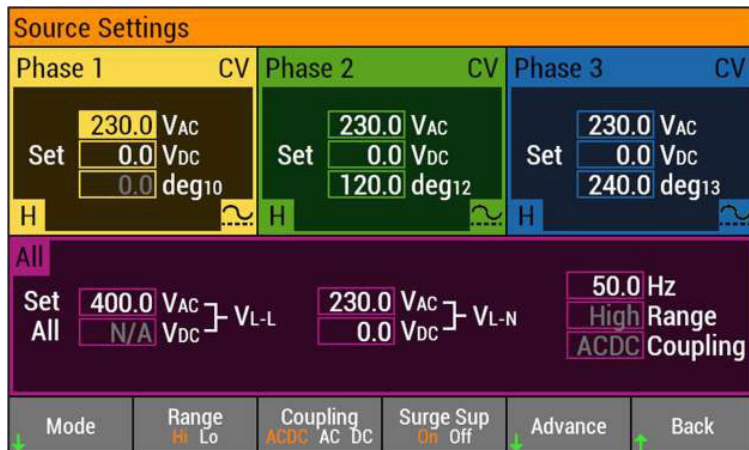 Source Settings
Phase 1 CV
Set 230.0 VAC
0.0 VDC
0.0 deg10
H
Phase 2 CV
Set 230.0 VAC
0.0 VDC
120.0 deg12
H
Phase 3 CV
Set 230.0 VAC
0.0 VDC
240.0 deg13
H
All
Set All
400.0 VAC
N/A VDC
VL-L
230.0 VAC
0.0 VDC
VL-N
50.0 Hz
High Range
ACDC Coupling
Mode
Range
Hi Lo
Coupling
ACDC AC DC
Surge Sup
On Off
Advance
Back